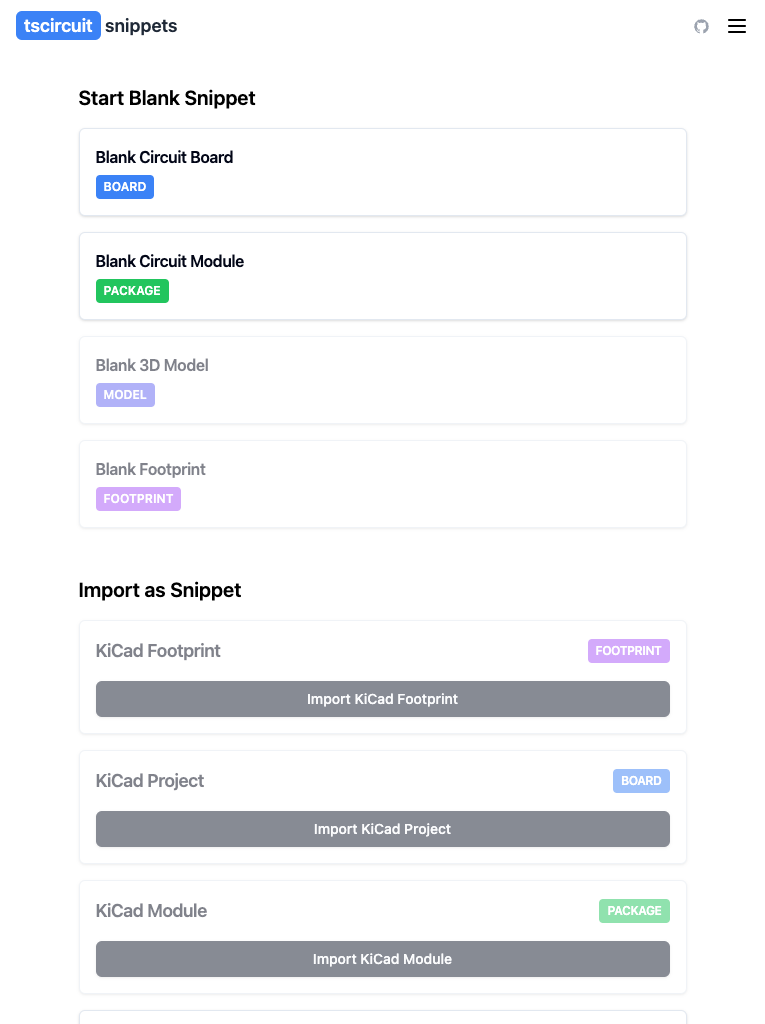 tscircuit snippets
Start Blank Snippet
Blank Circuit Board
BOARD
Blank Circuit Module
PACKAGE
Blank 3D Model
MODEL
Blank Footprint
FOOTPRINT
Import as Snippet
KiCad Footprint FOOTPRINT
Import KiCad Footprint
KiCad Project BOARD
Import KiCad Project
KiCad Module PACKAGE
Import KiCad Module